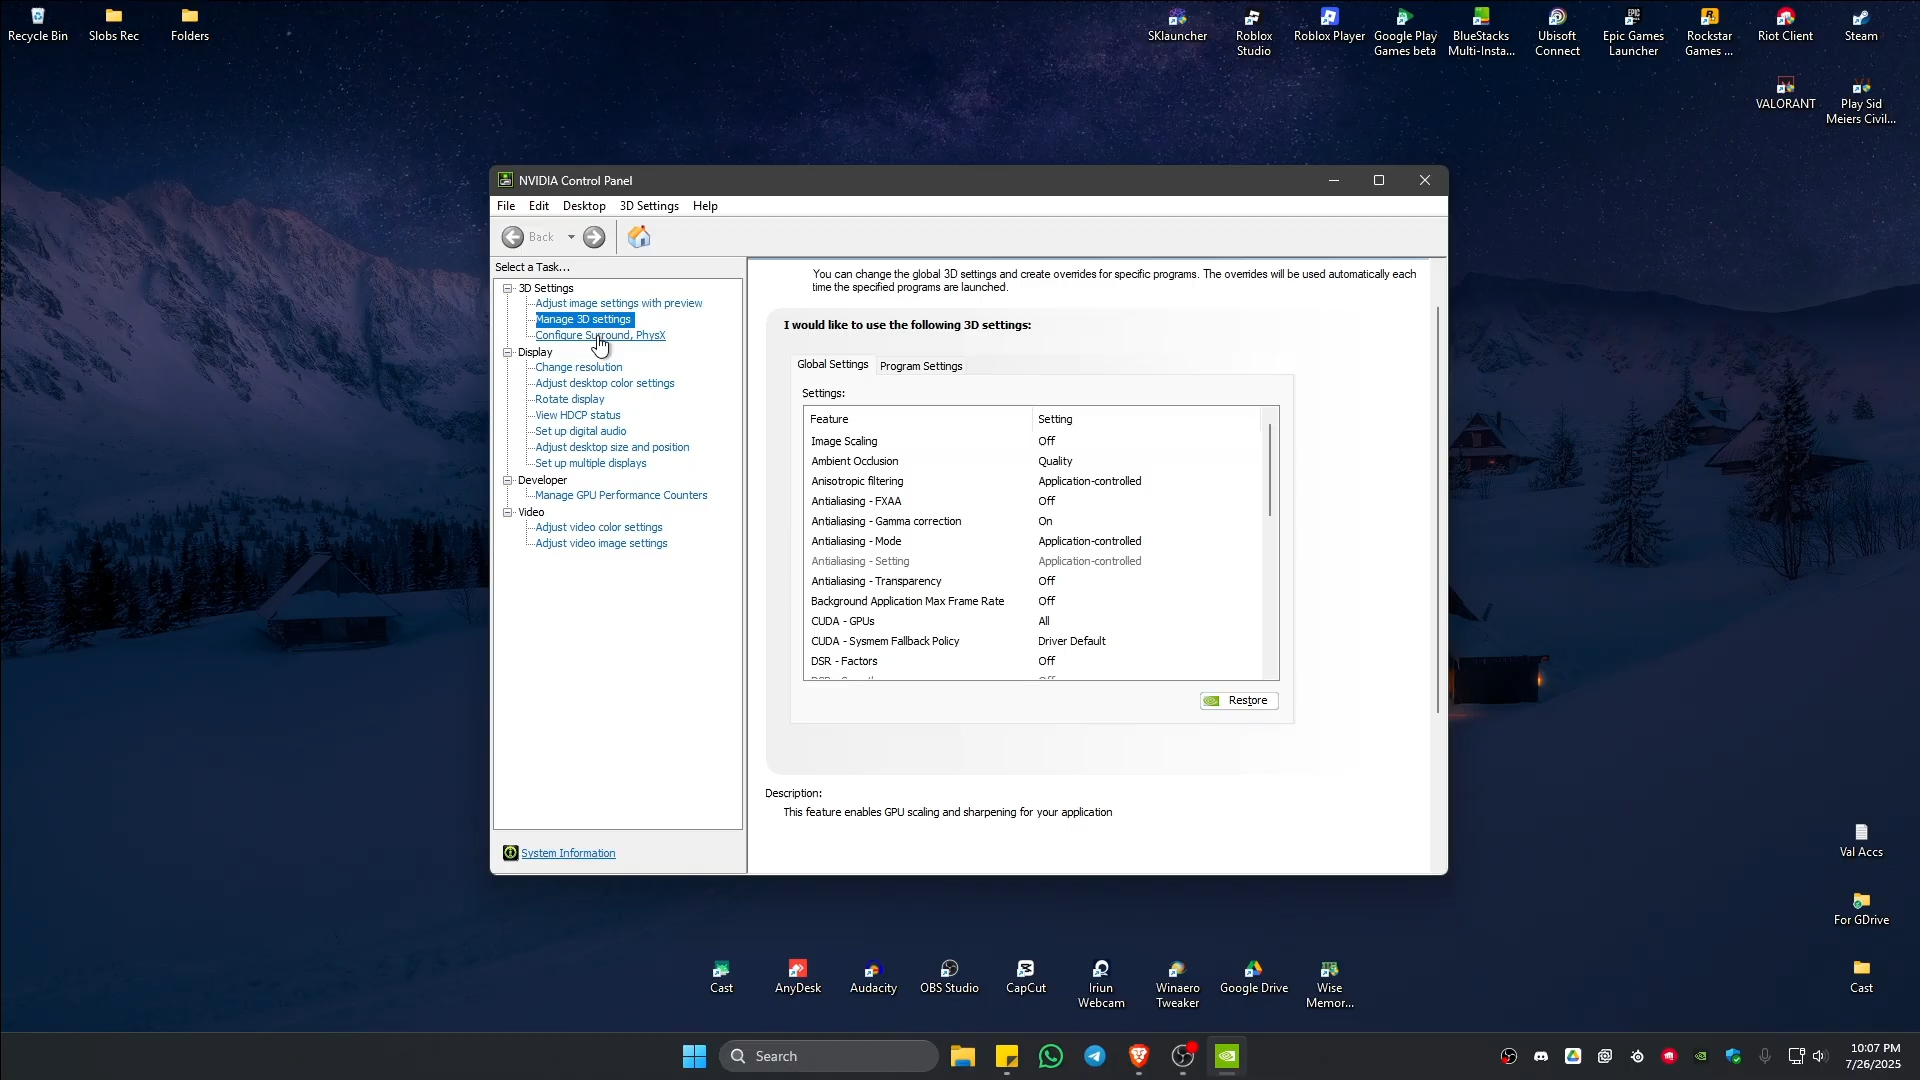 Recycle Bin
Slobs Rec
Folders
SKlauncher
Roblox
Studio
Roblox Player
Google Play
Games beta
BlueStacks
Multi-Insta...
Ubisoft
Connect
Epic Games
Launcher
Rockstar
Games ...
Riot Client
Steam
VALORANT
Play Sid
Meiers Civil...
NVIDIA Control Panel
File
Edit
Desktop
3D Settings
Help
Back
Select a Task...
3D Settings
Adjust image settings with preview
Manage 3D settings
Configure Surround, PhysX
Display
Change resolution
Adjust desktop color settings
Rotate display
View HDCP status
Set up digital audio
Adjust desktop size and position
Set up multiple displays
Developer
Manage GPU Performance Counters
Video
Adjust video color settings
Adjust video image settings
System Information
You can change the global 3D settings and create overrides for specific programs. The overrides will be used automatically each
time the specified programs are launched.
I would like to use the following 3D settings:
Global Settings
Program Settings
Settings:
Feature Setting
Image Scaling Off
Ambient Occlusion Quality
Anisotropic filtering Application-controlled
Antialiasing - FXAA Off
Antialiasing - Gamma correction On
Antialiasing - Mode Application-controlled
Antialiasing - Setting Application-controlled
Antialiasing - Transparency Off
Background Application Max Frame Rate Off
CUDA - GPUs All
CUDA - Sysmem Fallback Policy Driver Default
DSR - Factors Off
Restore
Description:
This feature enables GPU scaling and sharpening for your application
Val Accs
For GDrive
Cast
Cast
AnyDesk
Audacity
OBS Studio
CapCut
Iriun
Webcam
Winaero
Tweaker
Google Drive
Wise
Memor...
Search
10:07 PM
7/26/2025